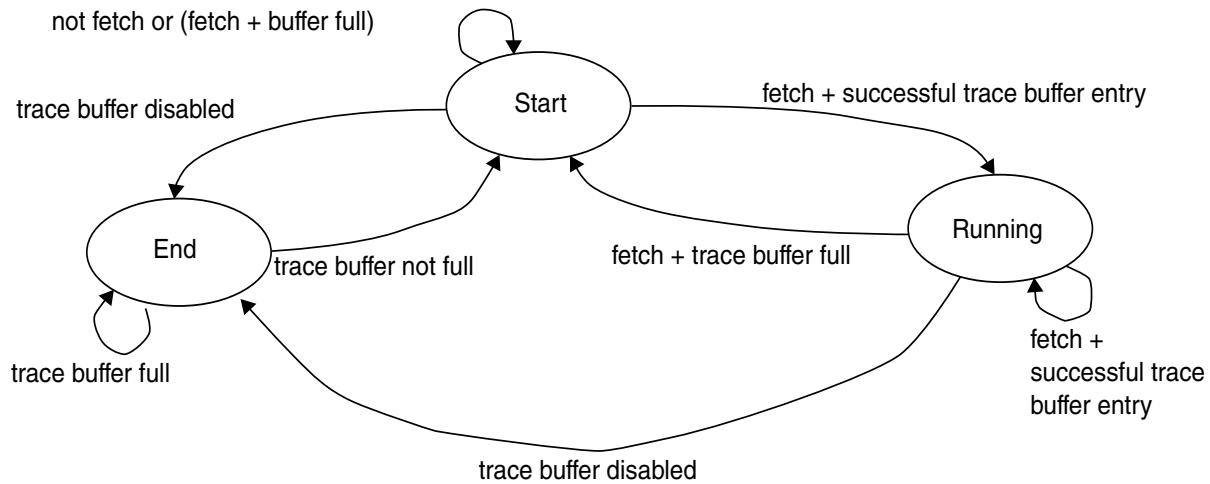 not fetch or (fetch + buffer full)
Start
fetch + successful trace buffer entry
trace buffer disabled
End
Running
trace buffer not full
fetch + trace buffer full
trace buffer full
fetch +
successful trace
buffer entry
trace buffer disabled